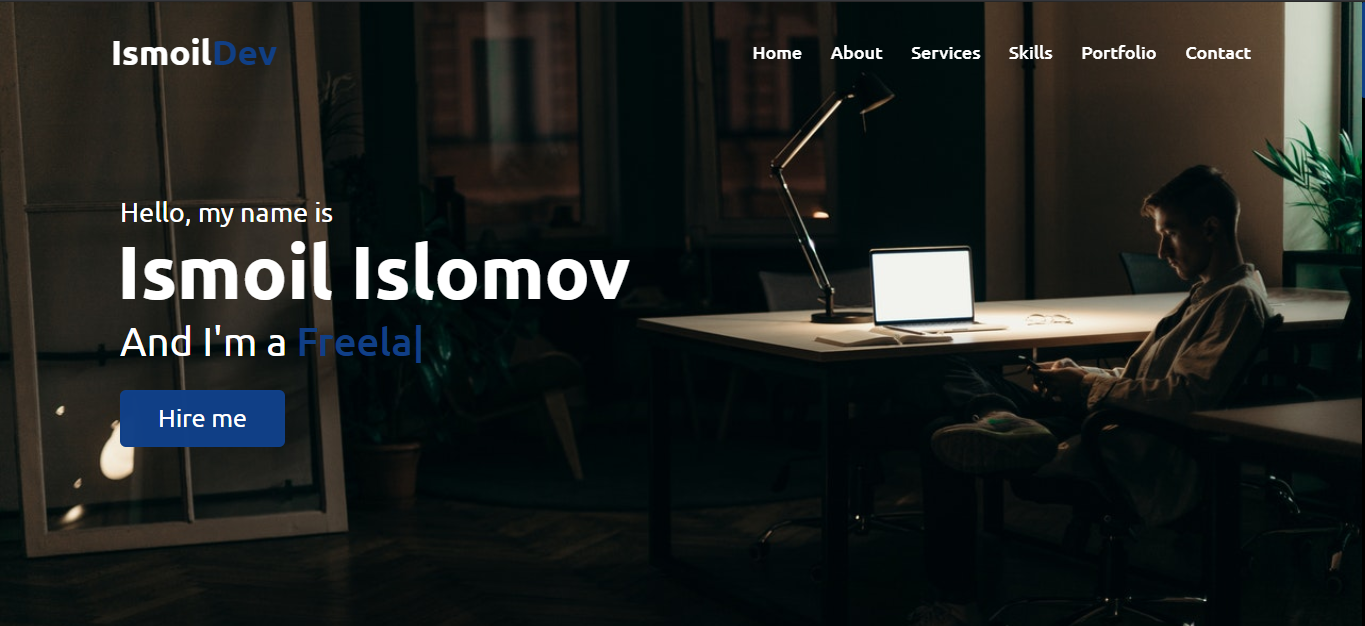 IsmoilDev
Home About Services Skills Portfolio Contact
Hello, my name is
Ismoil Islomov
And I'm a Freela|
Hire me